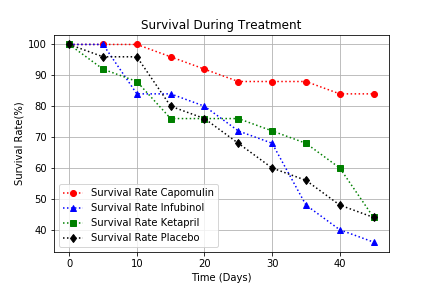 Survival During Treatment
Survival Rate(%)
100
90
80
70
60
50
40
Survival Rate Capomulin
Survival Rate Infubinol
Survival Rate Ketapril
Survival Rate Placebo
0
10
20
30
40
Time (Days)